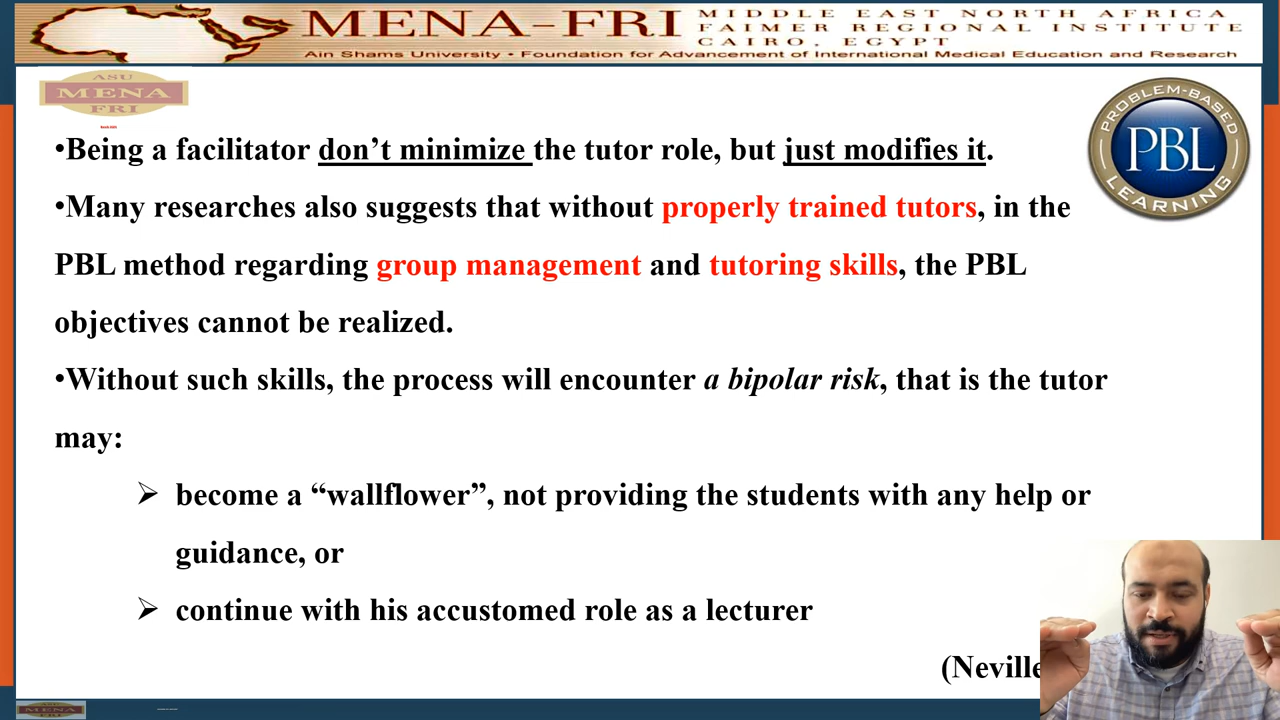 MENA-FRI
MIDDLE EAST NORTH AFRICA
FAIMER REGIONAL INSTITUTE
CAIRO, EGYPT
Ain Shams University • Foundation for Advancement of International Medical Education and Research
ASU
MENA
FRI
PROBLEM-BASED
PBL
LEARNING
•Being a facilitator don’t minimize the tutor role, but just modifies it.
•Many researches also suggests that without properly trained tutors, in the
PBL method regarding group management and tutoring skills, the PBL
objectives cannot be realized.
•Without such skills, the process will encounter a bipolar risk, that is the tutor
may:
➢ become a “wallflower”, not providing the students with any help or
guidance, or
➢ continue with his accustomed role as a lecturer
(Neville
MENA